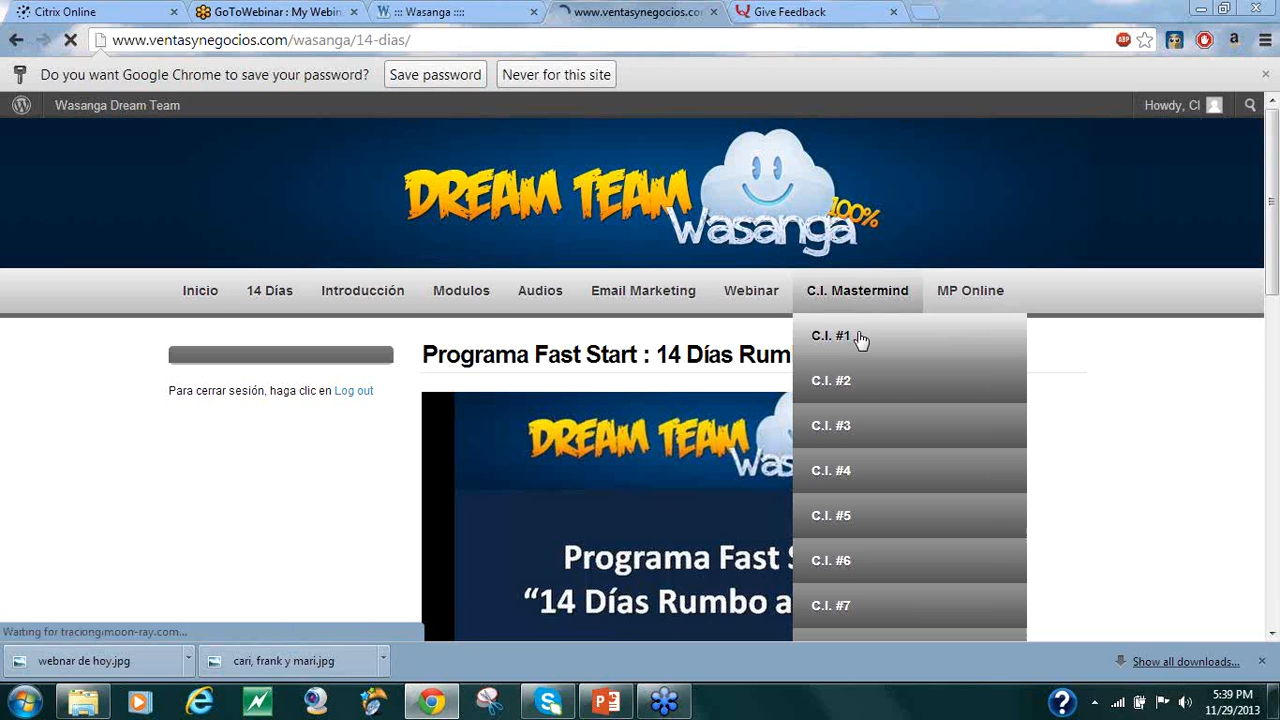 Citrix Online
GoToWebinar : My Webin
::: Wasanga ::::
www.ventasynegocios.co
Give Feedback
www.ventasynegocios.com/wasanga/14-dias/
Do you want Google Chrome to save your password?
Save password
Never for this site
Wasanga Dream Team
Howdy, CI
DREAM TEAM
100%
Wasanga
Inicio
14 Días
Introducción
Modulos
Audios
Email Marketing
Webinar
C.I. Mastermind
MP Online
C.I. #1
C.I. #2
C.I. #3
C.I. #4
C.I. #5
C.I. #6
C.I. #7
Programa Fast Start : 14 Días Rum
Para cerrar sesión, haga clic en Log out
DREAM TEAM
Wa
Programa Fast S
“14 Días Rumbo a
Waiting for tracking.moon-ray.com...
webnar de hoy.jpg
cari, frank y mari.jpg
Show all downloads...
5:39 PM
11/29/2013